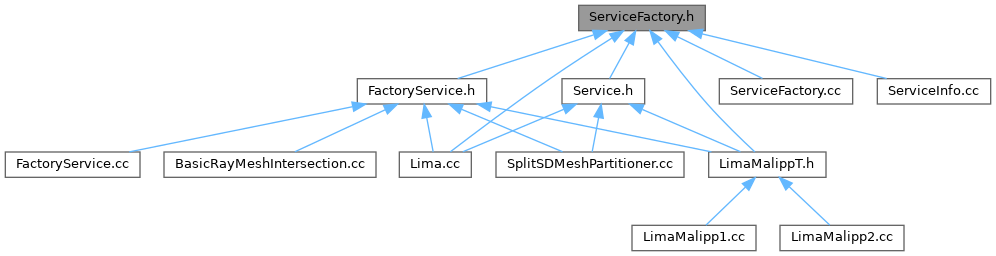 ServiceFactory.h
FactoryService.h
Service.h
ServiceFactory.cc
ServiceInfo.cc
FactoryService.cc
BasicRayMeshIntersection.cc
Lima.cc
SplitSDMeshPartitioner.cc
LimaMalippT.h
LimaMalipp1.cc
LimaMalipp2.cc